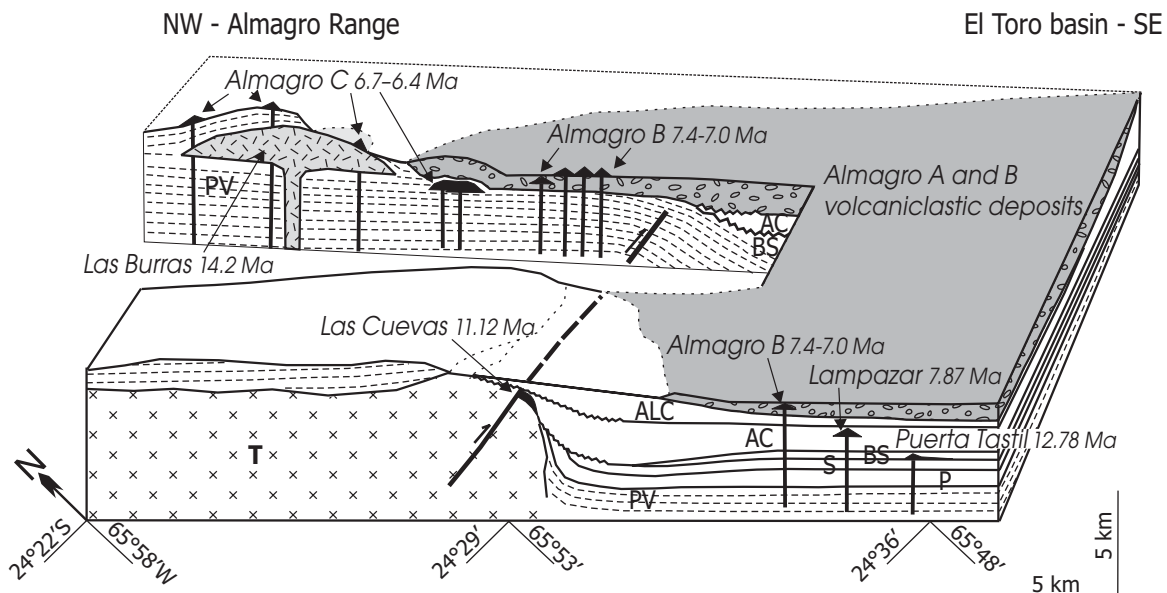 NW - Almagro Range
El Toro basin - SE
Almagro C 6.7–6.4 Ma
Almagro B 7.4-7.0 Ma
Almagro A and B
volcaniclastic deposits
PV
AC
BS
Las Burras 14.2 Ma
Las Cuevas 11.12 Ma
Almagro B 7.4-7.0 Ma
Lampazar 7.87 Ma
ALC
AC
Puerta Tastil 12.78 Ma
T
S
BS
P
PV
N
24°22'S
65°58'W
24°29'
65°53'
24°36'
65°48'
5 km
5 km